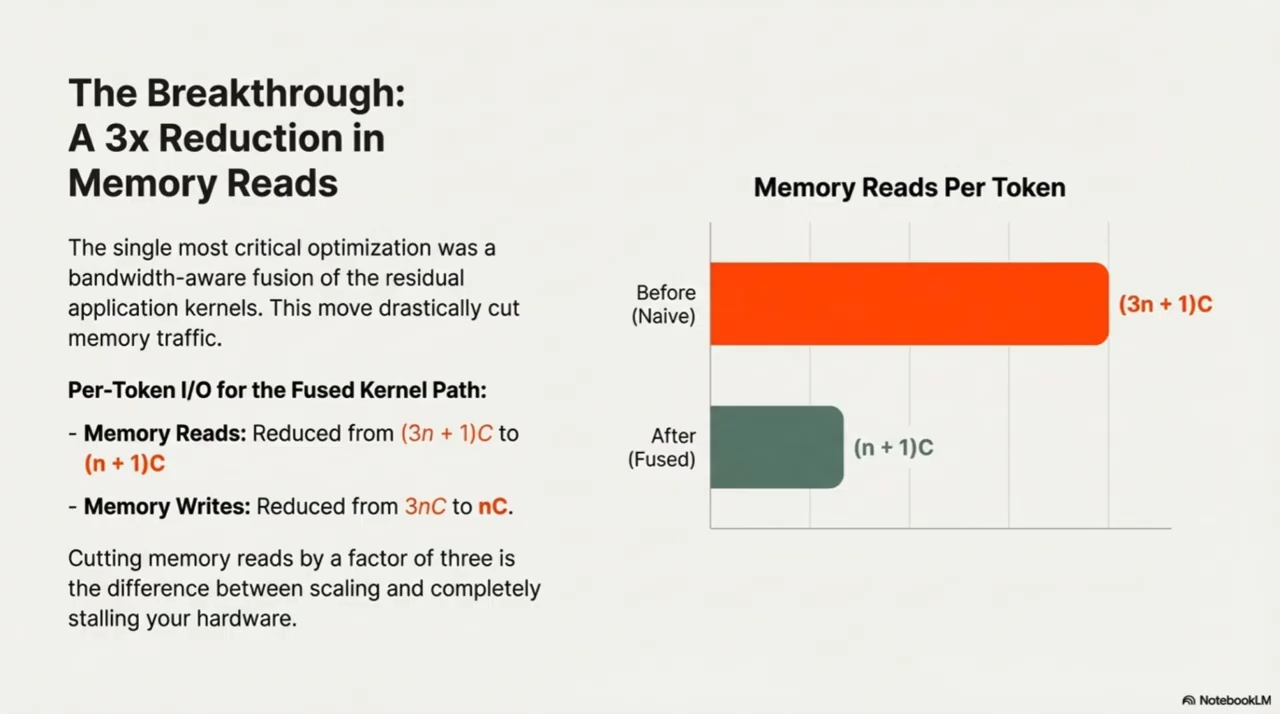 The Breakthrough:
A 3x Reduction in
Memory Reads
The single most critical optimization was a
bandwidth-aware fusion of the residual
application kernels. This move drastically cut
memory traffic.
Per-Token I/O for the Fused Kernel Path:
- Memory Reads: Reduced from (3n + 1)C to
(n + 1)C
- Memory Writes: Reduced from 3nC to nC.
Cutting memory reads by a factor of three is
the difference between scaling and completely
stalling your hardware.
Memory Reads Per Token
Before
(Naive)
(3n + 1)C
After
(Fused)
(n + 1)C
NotebookLM